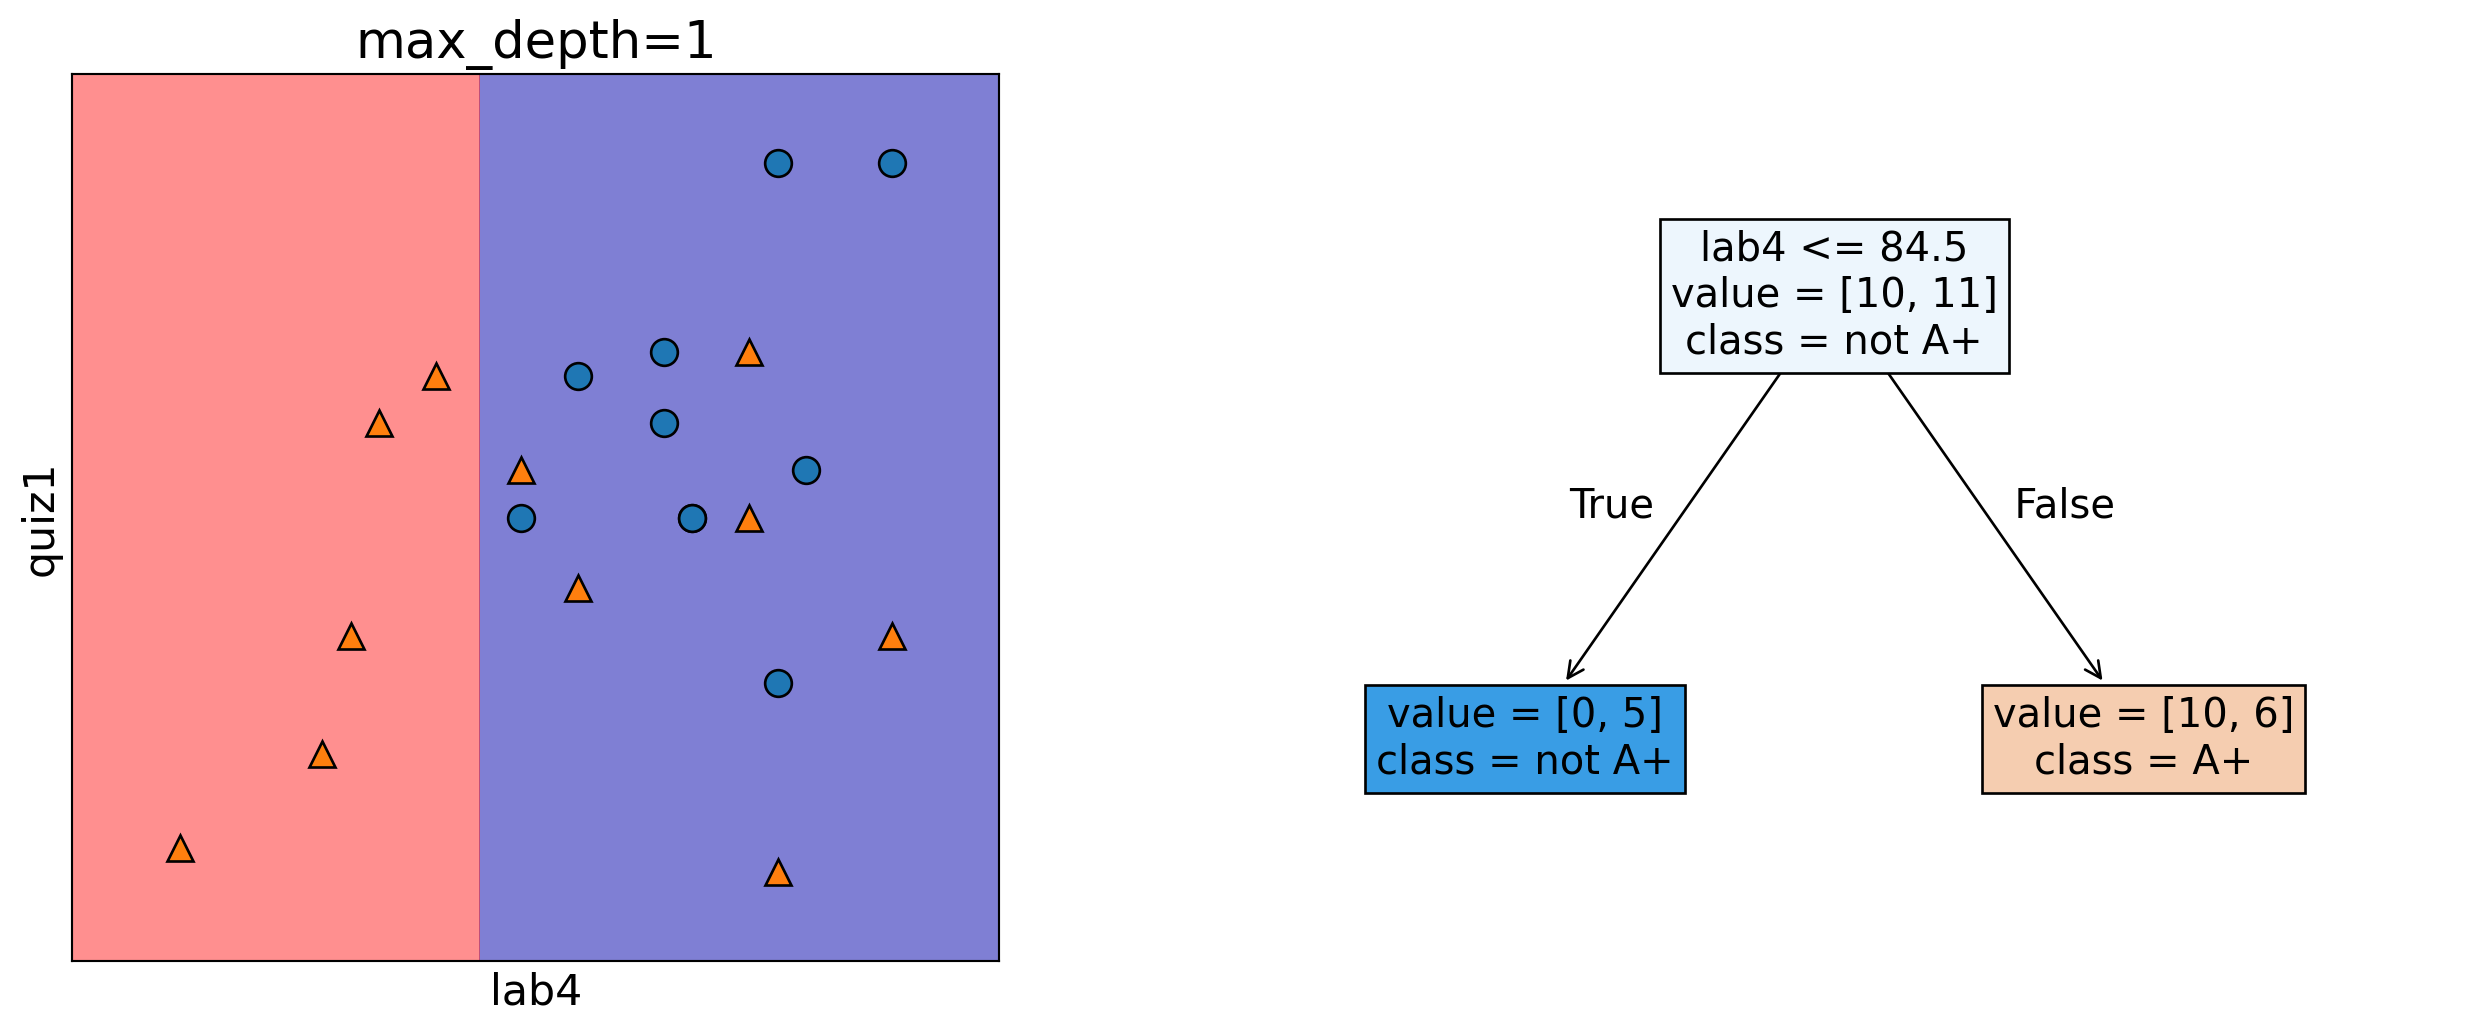 max_depth=1
quiz1
lab4
lab4 <= 84.5
value = [10, 11]
class = not A+
True
False
value = [0, 5]
class = not A+
value = [10, 6]
class = A+